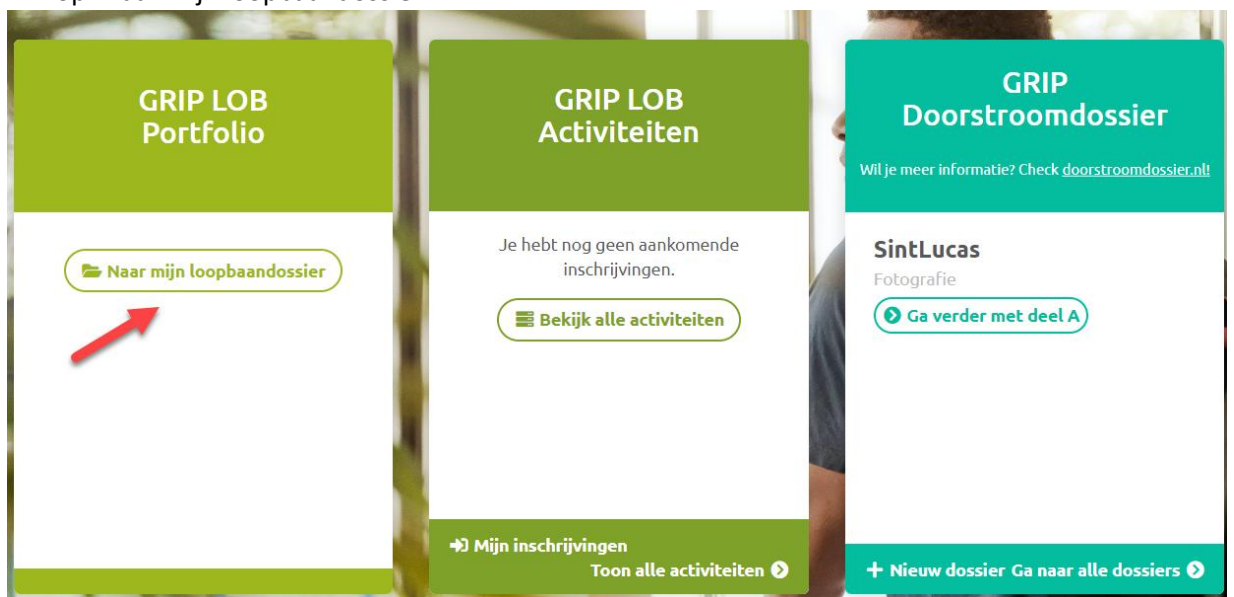 GRIP LOB
Portfolio
Naar mijn loopbaandossier
GRIP LOB
Activiteiten
Je hebt nog geen aankomende
inschrijvingen.
Bekijk alle activiteiten
Mijn inschrijvingen
Toon alle activiteiten
GRIP
Doorstroomdossier
Wil je meer informatie? Check doorstroomdossier.nl!
SintLucas
Fotografie
Ga verder met deel A
+ Nieuw dossier Ga naar alle dossiers